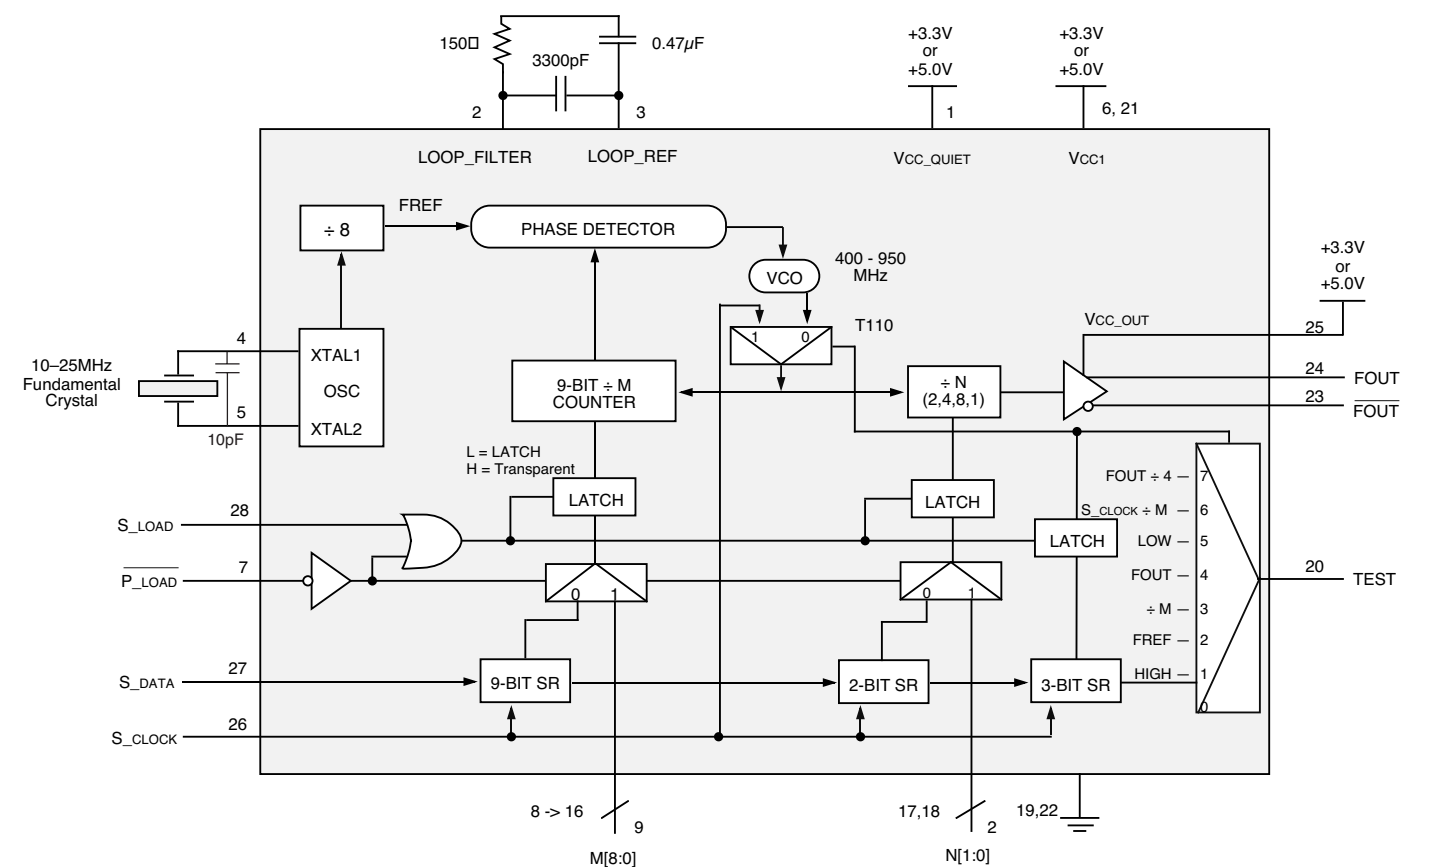 150□
0.47µF
3300pF
2
3
+3.3V
or
+5.0V
1
+3.3V
or
+5.0V
6, 21
LOOP_FILTER
LOOP_REF
VCC_QUIET
VCC1
FREF
÷ 8
PHASE DETECTOR
VCO
400 - 950
MHz
+3.3V
or
+5.0V
T110
1
0
VCC_OUT
25
4
XTAL1
10–25MHz
Fundamental
Crystal
OSC
5
XTAL2
10pF
9-BIT ÷ M
COUNTER
÷ N
(2,4,8,1)
24
FOUT
23
FOUT
L = LATCH
H = Transparent
LATCH
LATCH
LATCH
FOUT ÷ 4 – 7
S_CLOCK ÷ M – 6
LOW – 5
FOUT – 4
÷ M – 3
FREF – 2
HIGH – 1
0
20
TEST
28
S_LOAD
7
P_LOAD
0
1
0
1
27
S_DATA
9-BIT SR
2-BIT SR
3-BIT SR
26
S_CLOCK
8 -> 16
9
M[8:0]
17,18
2
N[1:0]
19,22